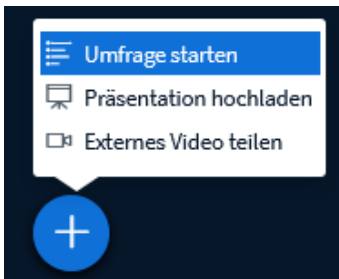 Umfrage starten
Präsentation hochladen
Externes Video teilen